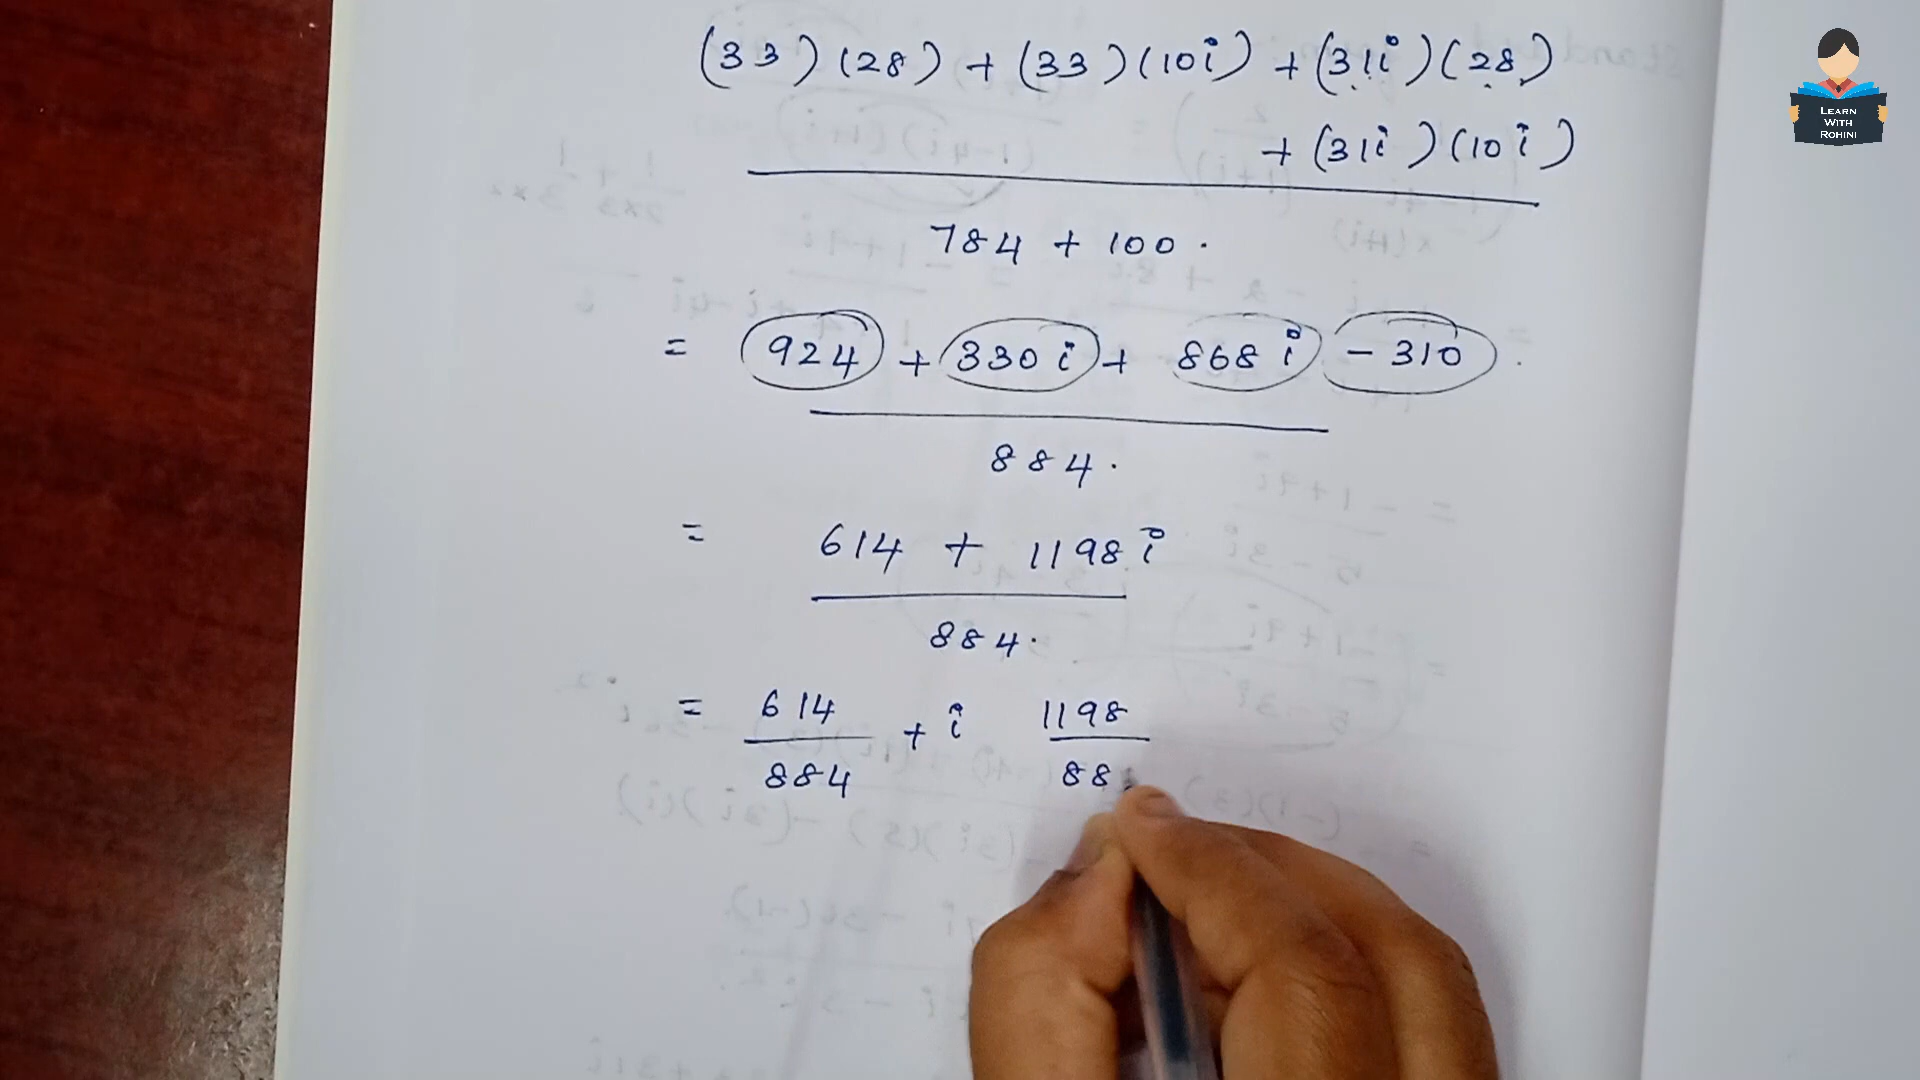 (33)(28) + (33)(10i) + (31i)(28)
+ (31i)(10i)
784 + 100.
= 924 + 330i + 868i - 310.
884.
= 614 + 1198i
884.
= 614 + i 1198
884 88
LEARN
WITH
ROHINI